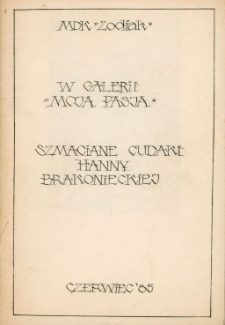 MDK "Zodiak"
W GALERII
"MOJA PASJA"
SZMACIANE CUDAKI
HANNY
BRAKONIECKIEJ
CZERWIEC '85